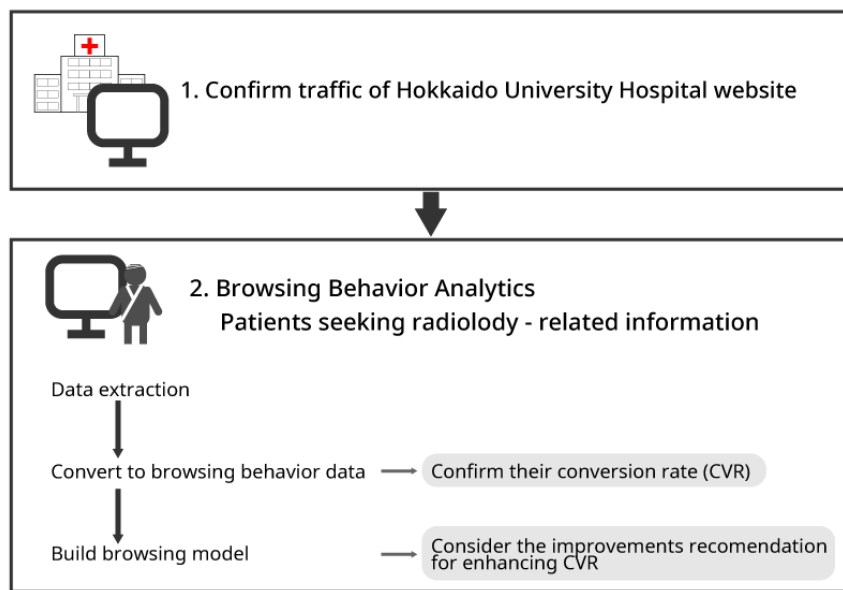 1. Confirm traffic of Hokkaido University Hospital website
2. Browsing Behavior Analytics
Patients seeking radiolody - related information
Data extraction
Convert to browsing behavior data
Confirm their conversion rate (CVR)
Build browsing model
Consider the improvements recomendation
for enhancing CVR